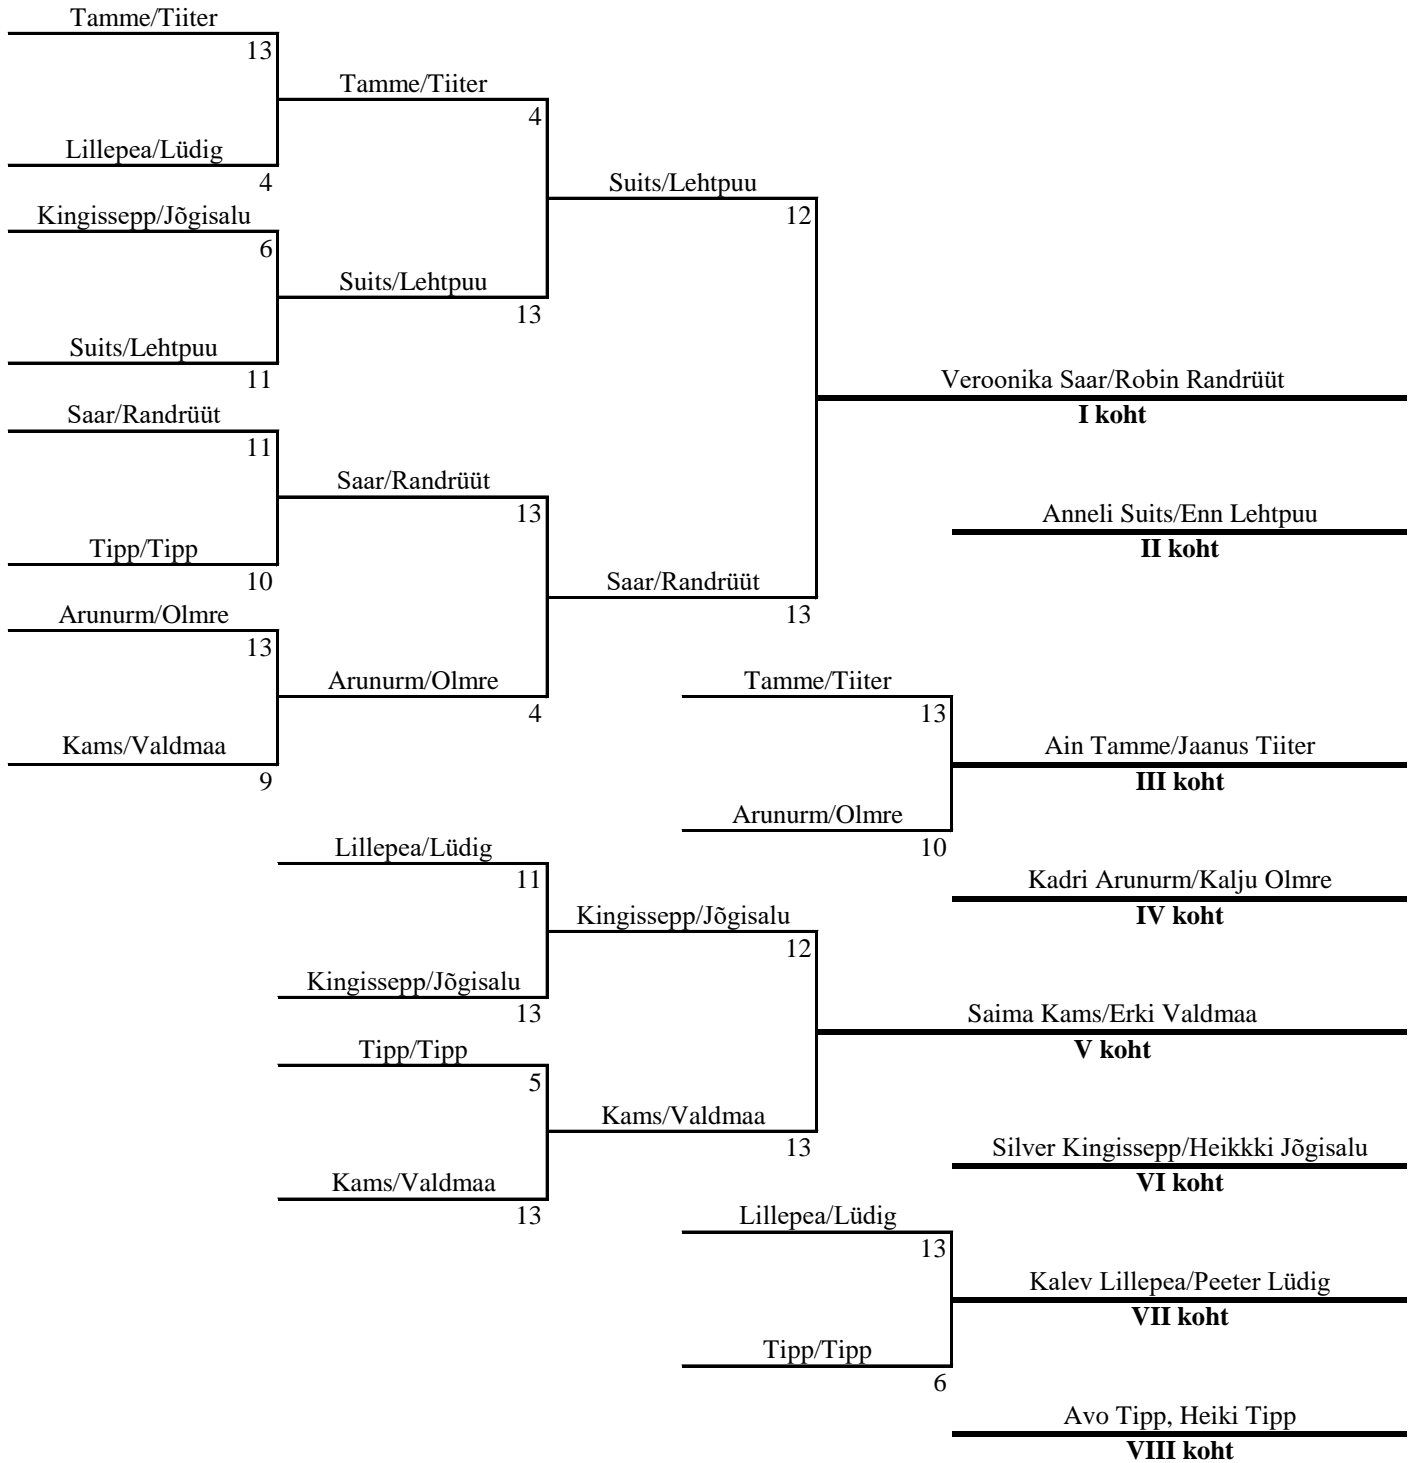 Tamme/Tiiter
13
Tamme/Tiiter
4
Lillepea/Lüdig
4
Suits/Lehtpuu
12
Kingissepp/Jõgisalu
6
Suits/Lehtpuu
13
Suits/Lehtpuu
11
Veroonika Saar/Robin Randrüüt
I koht
Saar/Randrüüt
11
Saar/Randrüüt
13
Anneli Suits/Enn Lehtpuu
II koht
Tipp/Tipp
10
Saar/Randrüüt
13
Arunurm/Olmre
13
Arunurm/Olmre
4
Tamme/Tiiter
13
Kams/Valdmaa
9
Ain Tamme/Jaanus Tiiter
III koht
Arunurm/Olmre
10
Lillepea/Lüdig
11
Kadri Arunurm/Kalju Olmre
IV koht
Kingissepp/Jõgisalu
12
Kingissepp/Jõgisalu
13
Saima Kams/Erki Valdmaa
V koht
Tipp/Tipp
5
Kams/Valdmaa
13
Silver Kingissepp/Heikkki Jõgisalu
VI koht
Kams/Valdmaa
13
Lillepea/Lüdig
13
Kalev Lillepea/Peeter Lüdig
VII koht
Tipp/Tipp
6
Avo Tipp, Heiki Tipp
VIII koht